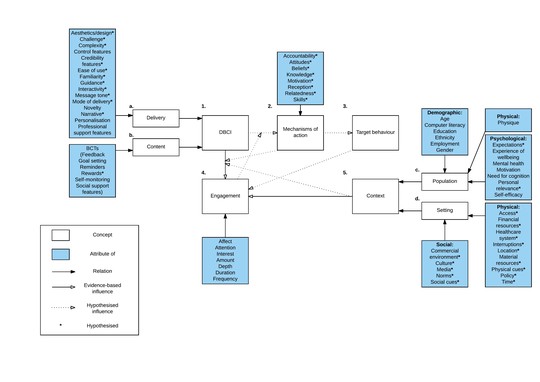 Aesthetics/design*
Challenge*
Complexity*
Control features
Credibility
features*
Ease of use*
Familiarity*
Guidance*
Interactivity*
Message tone*
Mode of delivery*
Novelty
Narrative*
Personalisation
Professional
support features
BCTs
(Feedback
Goal setting
Reminders
Rewards*
Self-monitoring
Social support
features)
a.
Delivery
b.
Content
1.
DBCI
Accountability*
Attitudes*
Beliefs*
Knowledge*
Motivation*
Reception*
Relatedness*
Skills*
2.
Mechanisms of
action
3.
Target behaviour
4.
Engagement
5.
Context
Affect
Attention
Interest
Amount
Depth
Duration
Frequency
Demographic:
Age
Computer literacy
Education
Ethnicity
Employment
Gender
c.
Population
d.
Setting
Social:
Commercial
environment*
Culture*
Media*
Norms*
Social cues*
Physical:
Physique
Psychological:
Expectations*
Experience of
wellbeing
Mental health
Motivation
Need for cognition
Personal
relevance*
Self-efficacy
Physical:
Access*
Financial
resources*
Healthcare
system*
Interruptions*
Location*
Material
resources*
Physical cues*
Policy*
Time*
Concept
Attribute of
Relation
Evidence-based
influence
Hypothesised
influence
* Hypothesised